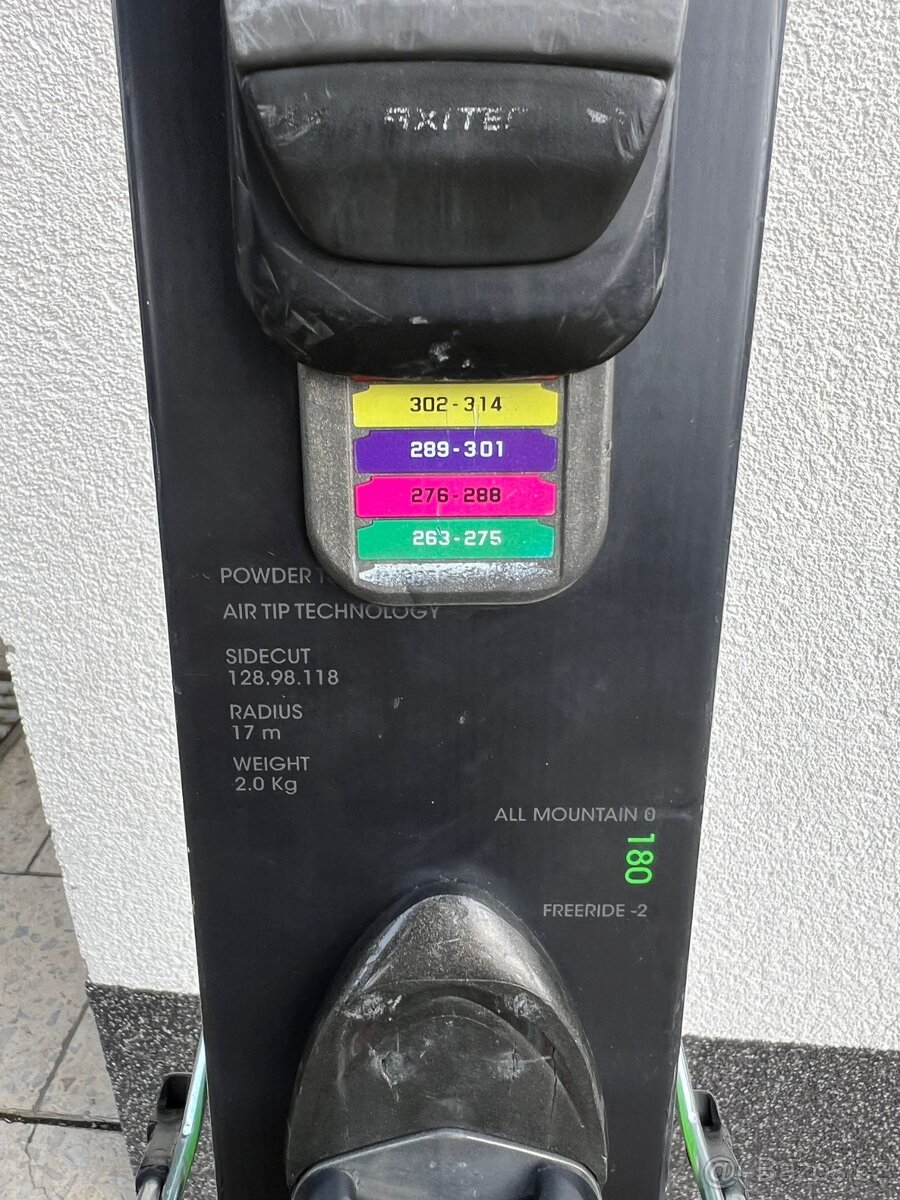 302 - 314
289 - 301
276 - 288
263 - 275
POWDER
AIR TIP TECHNOLOGY
SIDECUT
128.98.118
RADIUS
17 m
WEIGHT
2.0 Kg
ALL MOUNTAIN 0
180
FREERIDE -2